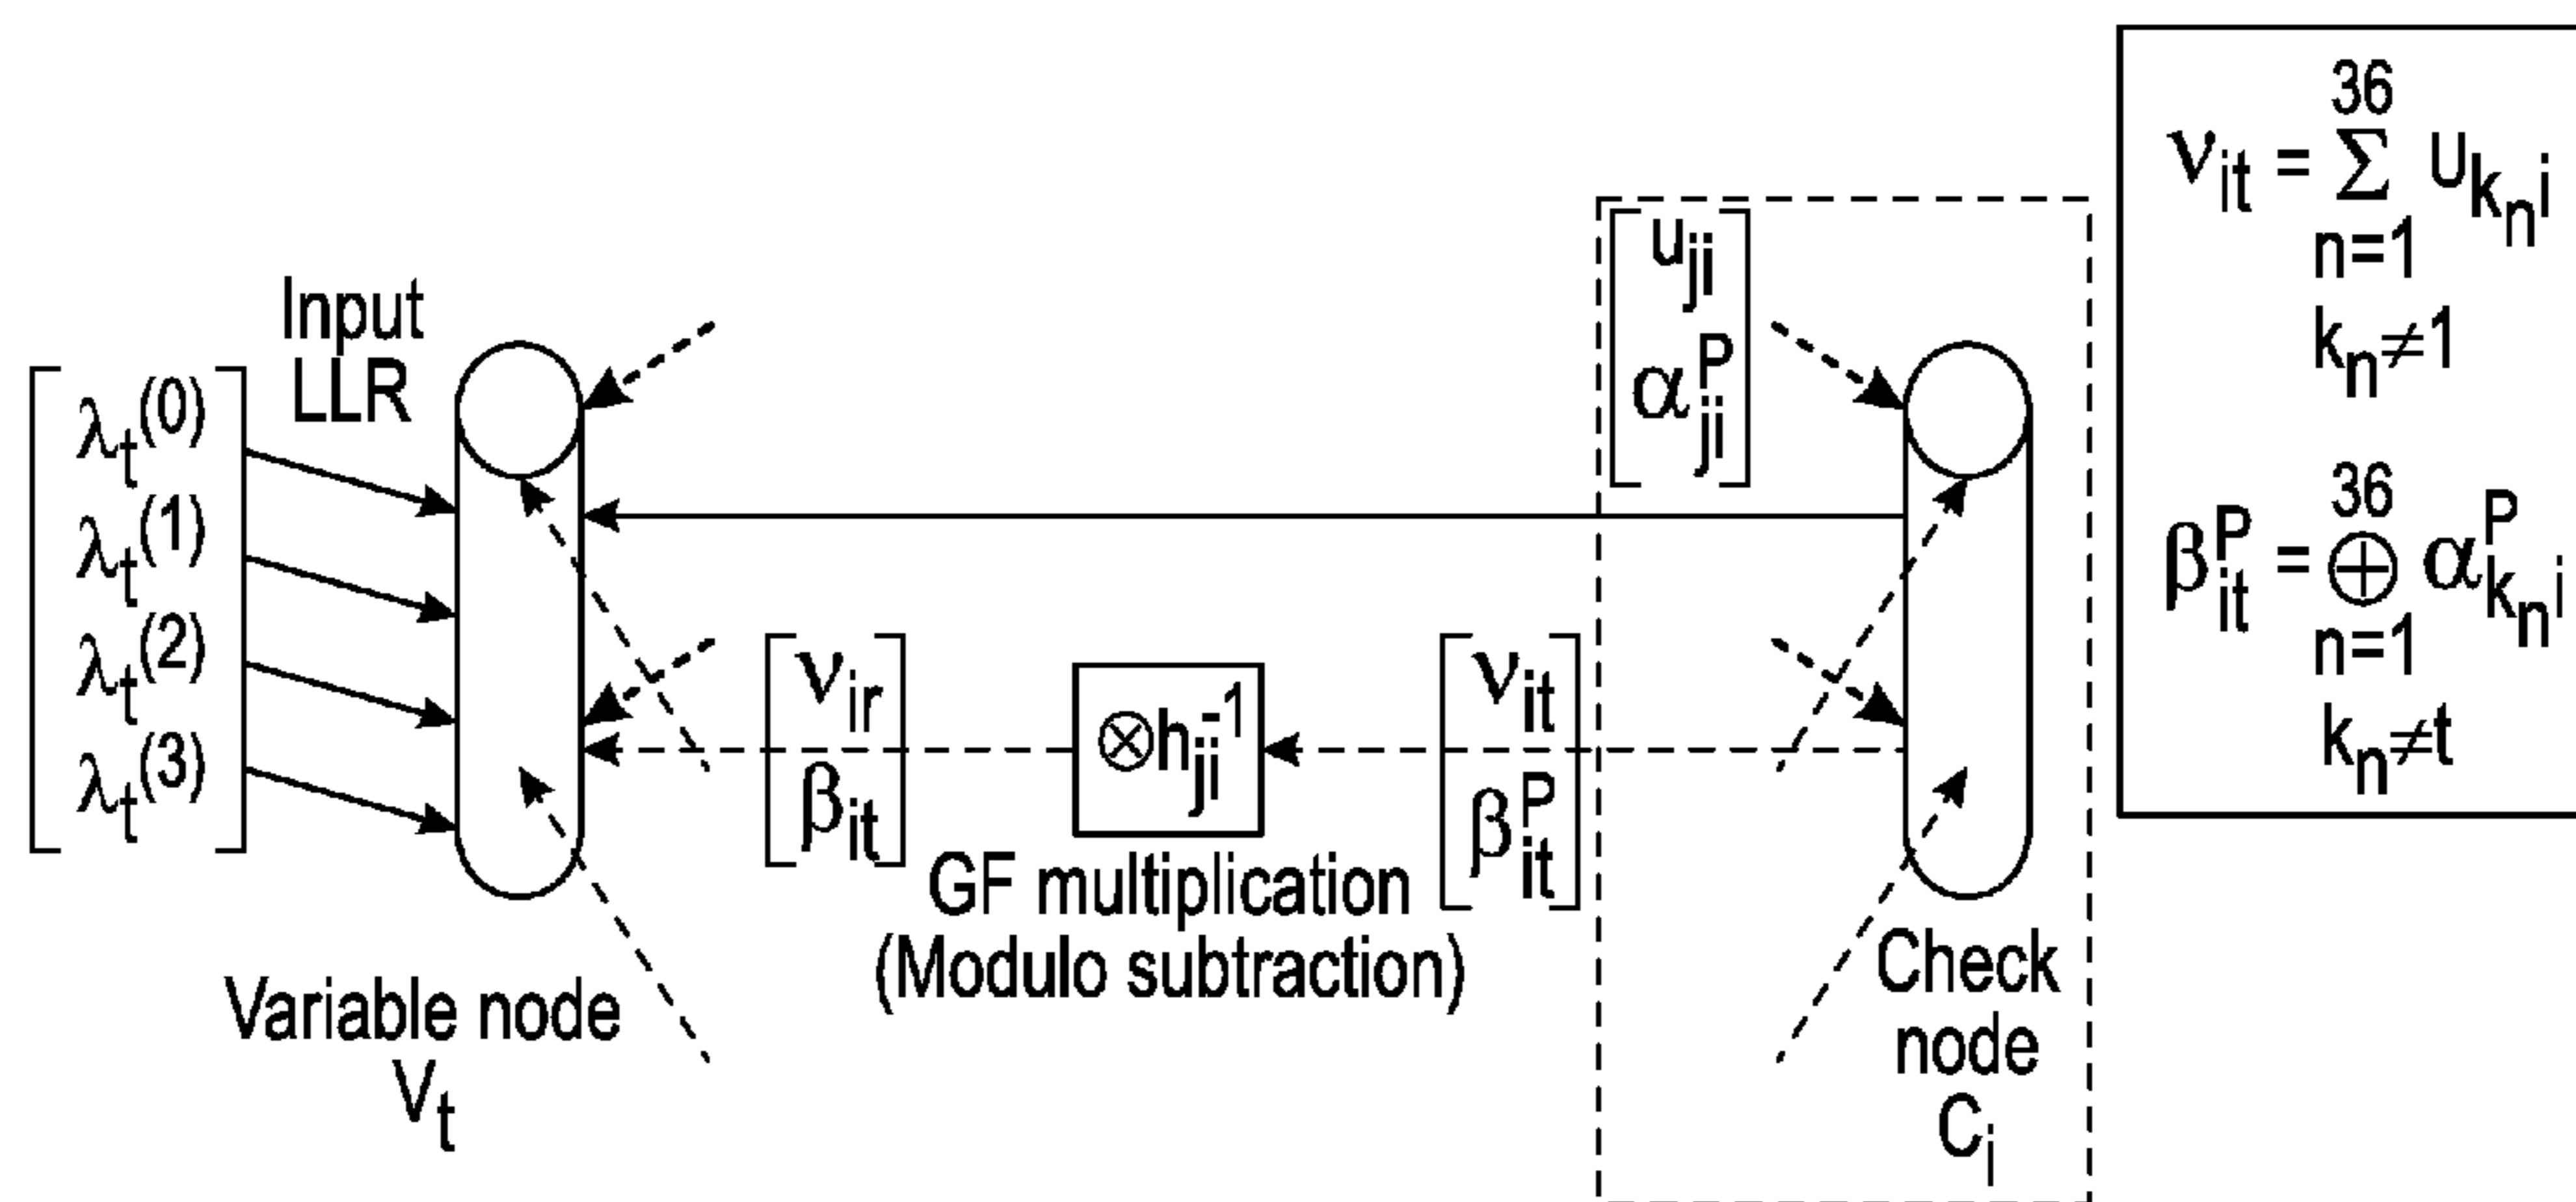 Input
LLR
λt(0)
λt(1)
λt(2)
λt(3)
Variable node
Vt
νir
βit
⊗hji-1
GF multiplication
(Modulo subtraction)
νit
βitP
uji
αjiP
Check
node
Ci
36
νit = Σ Ukni
n=1
kn≠1
36
βitP = ⊕ αkniP
n=1
kn≠t